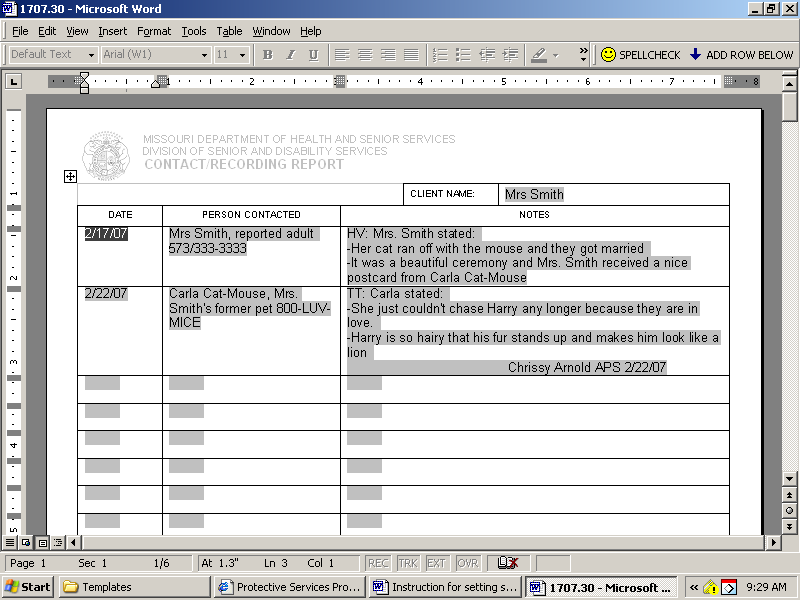 1707.30 - Microsoft Word
File Edit View Insert Format Tools Table Window Help
Default Text Arial (W1) 11 B I U SPELLCHECK ADD ROW BELOW
1 2 3 4 5 6 7 8
MISSOURI DEPARTMENT OF HEALTH AND SENIOR SERVICES
DIVISION OF SENIOR AND DISABILITY SERVICES
CONTACT/RECORDING REPORT
CLIENT NAME: Mrs Smith
DATE PERSON CONTACTED NOTES
2/17/07 Mrs Smith, reported adult HV: Mrs. Smith stated:
573/333-3333 -Her cat ran off with the mouse and they got married
-It was a beautiful ceremony and Mrs. Smith received a nice
postcard from Carla Cat-Mouse
2/22/07 Carla Cat-Mouse, Mrs. TT: Carla stated:
Smith's former pet 800-LUV- -She just couldn't chase Harry any longer because they are in
MICE love.
-Harry is so hairy that his fur stands up and makes him look like a
lion
Chrissy Arnold APS 2/22/07
Page 1 Sec 1 1/6 At 1.3" Ln 3 Col 1 REC TRK EXT OVR
Start Templates Protective Services Pro... Instruction for setting s... 1707.30 - Microsoft ... « 9:29 AM